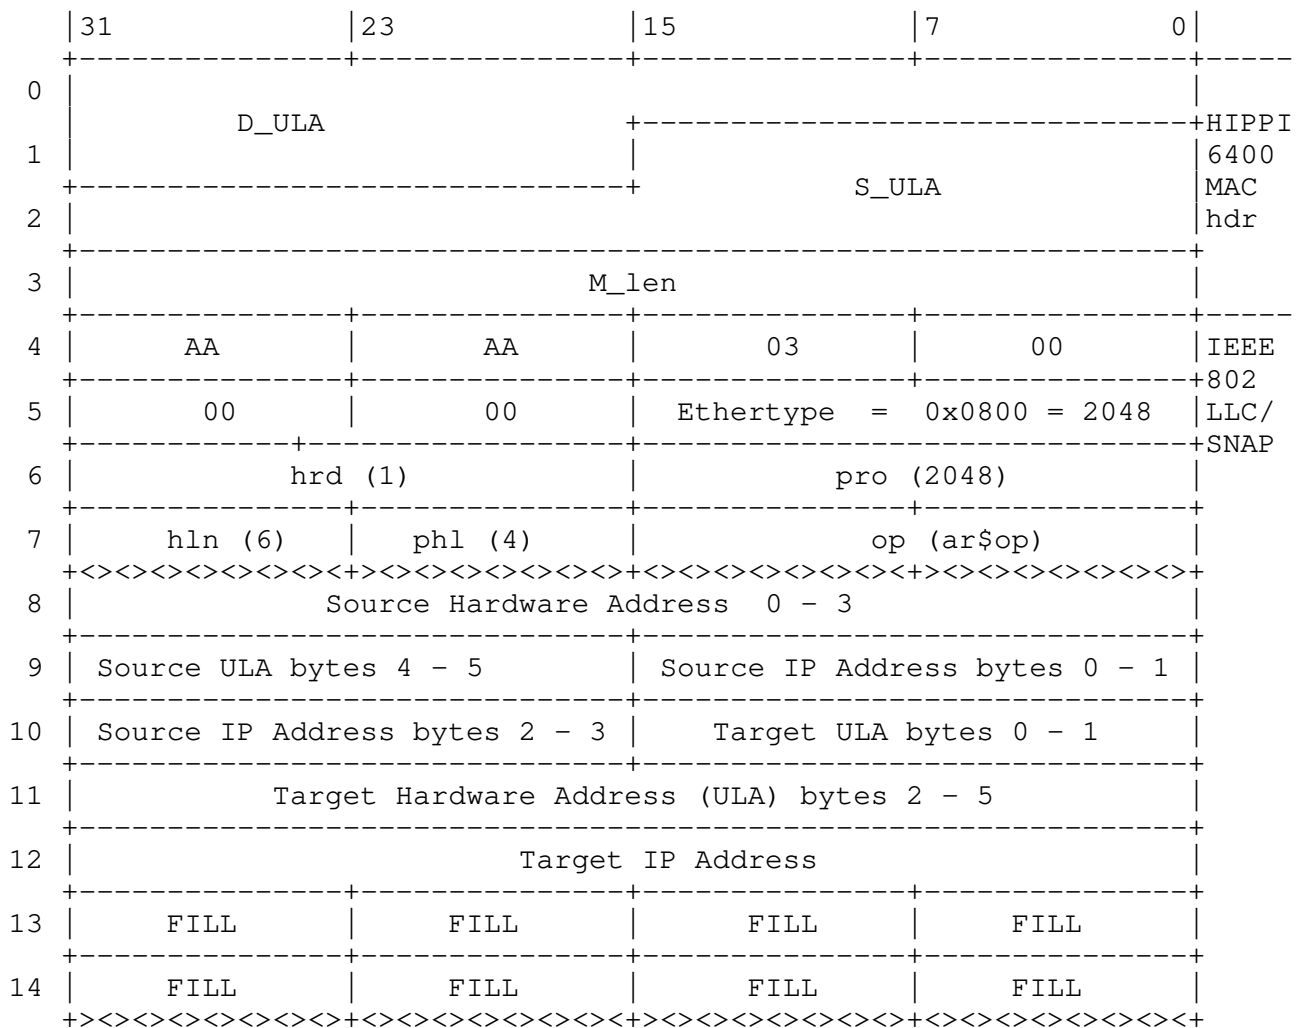 |31 |23 |15 |7 0|
+---------------+---------------+---------------+---------------+-----
0 | |
| D_ULA +-------------------------------+HIPPI
1 | | |6400
+-------------------------------+ S_ULA |MAC
2 | |hdr
+---------------------------------------------------------------+
3 | M_len |
+---------------+---------------+---------------+---------------+-----
4 | AA | AA | 03 | 00 |IEEE
+---------------+---------------+---------------+---------------+802
5 | 00 | 00 | Ethertype = 0x0800 = 2048 |LLC/
+------------+------------------+-------------------------------+SNAP
6 | hrd (1) | pro (2048) |
+---------------+---------------+---------------+---------------+
7 | hln (6) | phl (4) | op (ar$op) |
+<><><><><><><><+><><><><><><><>+<><><><><><><><+><><><><><><><>+
8 | Source Hardware Address 0 - 3 |
+-------------------------------+-------------------------------+
9 | Source ULA bytes 4 - 5 | Source IP Address bytes 0 - 1 |
+-------------------------------+-------------------------------+
10 | Source IP Address bytes 2 - 3 | Target ULA bytes 0 - 1 |
+-------------------------------+-------------------------------+
11 | Target Hardware Address (ULA) bytes 2 - 5 |
+---------------------------------------------------------------+
12 | Target IP Address |
+---------------+---------------+---------------+---------------+
13 | FILL | FILL | FILL | FILL |
+---------------+---------------+---------------+---------------+
14 | FILL | FILL | FILL | FILL |
+><><><><><><><>+<><><><><><><><+><><><><><><><>+<><><><><><><><+